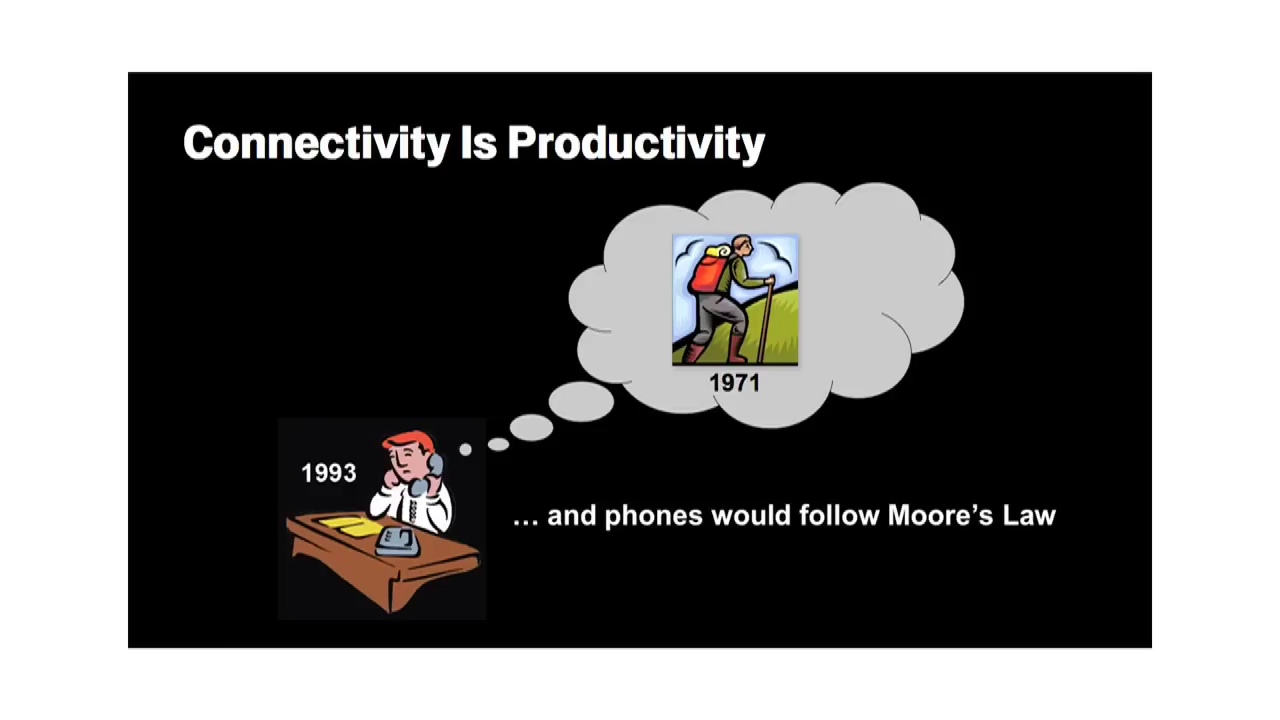 Connectivity Is Productivity
1971
1993
… and phones would follow Moore’s Law